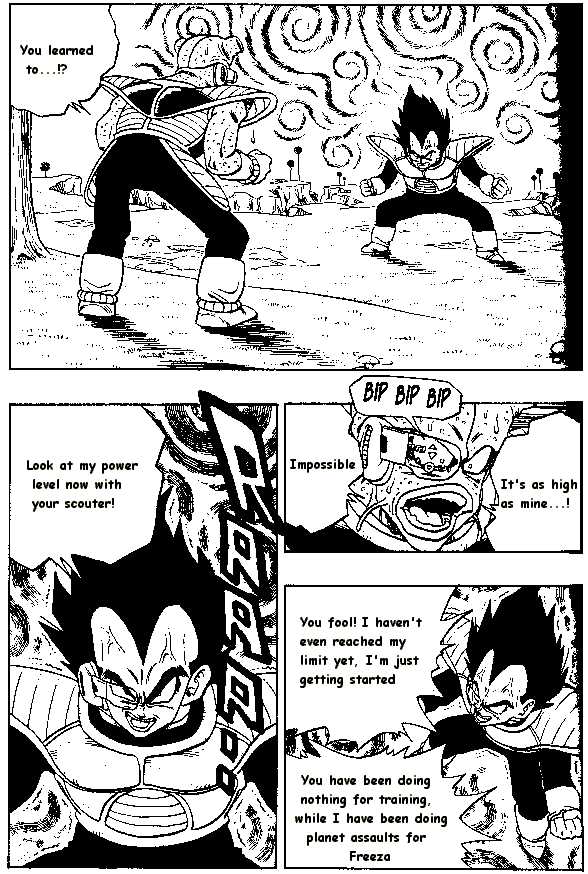 You learned
to...!?
BIP BIP BIP
Look at my power
level now with
your scouter!
Impossible
It's as high
as mine...!
You fool! I haven't
even reached my
limit yet, I'm just
getting started
You have been doing
nothing for training,
while I have been doing
planet assaults for
Freeza